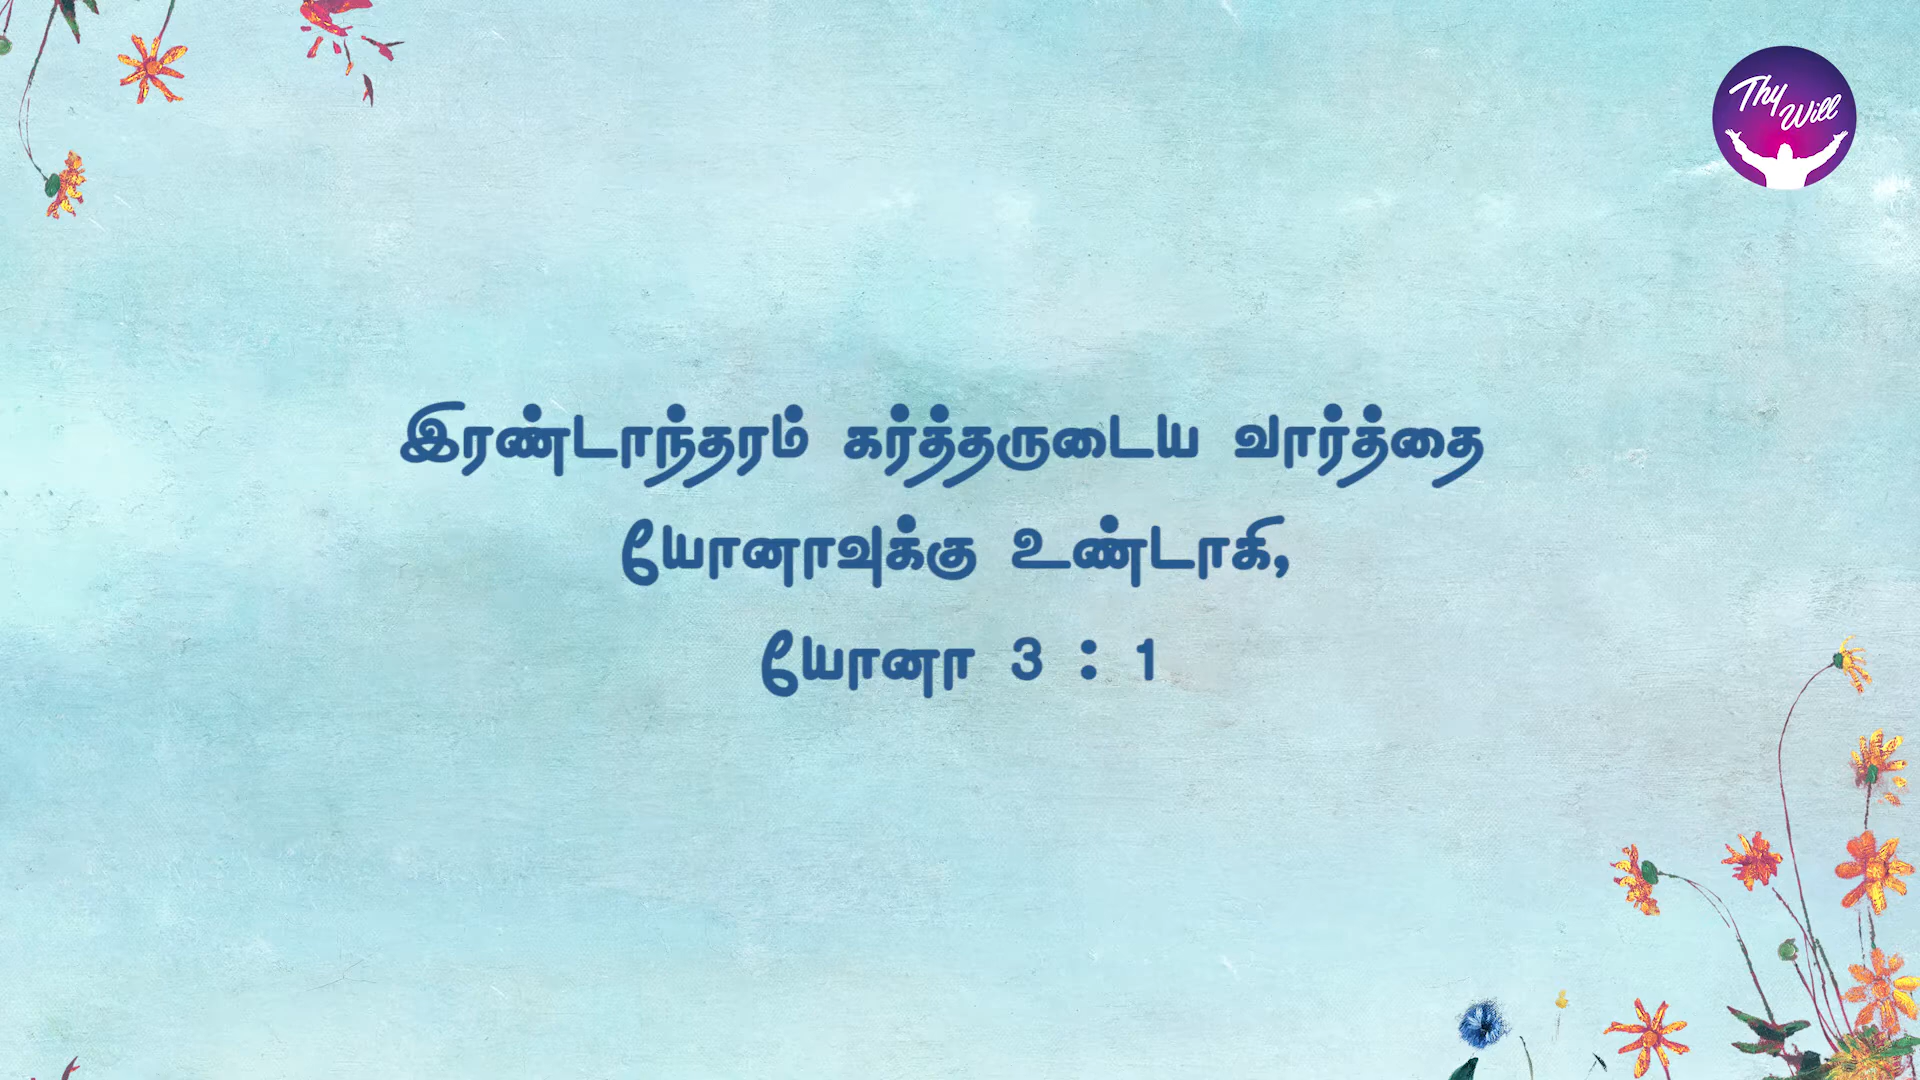 Thy Will
இரண்டாந்தரம் கர்த்தருடைய வார்த்தை
யோனாவுக்கு உண்டாகி,
யோனா 3 : 1